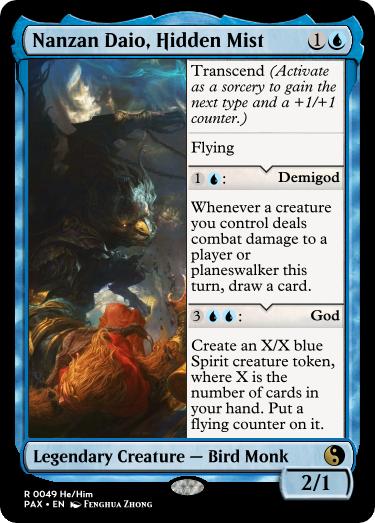 Nanzan Daio, Hidden Mist 1
Transcend (Activate
as a sorcery to gain the
next type and a +1/+1
counter.)
Flying
1 : Demigod
Whenever a creature
you control deals
combat damage to a
player or
planeswalker this
turn, draw a card.
3 : God
Create an X/X blue
Spirit creature token,
where X is the
number of cards in
your hand. Put a
flying counter on it.
Legendary Creature — Bird Monk
2/1
R 0049 He/Him
PAX • EN Fenghua Zhong